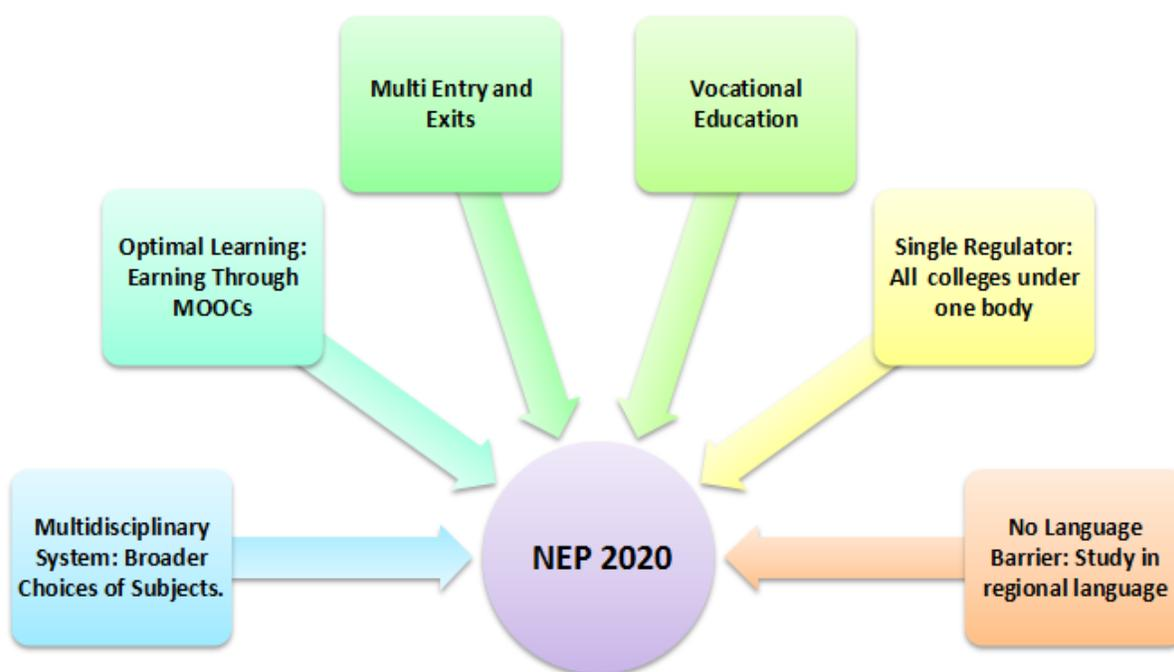 Multi Entry and
Exits
Vocational
Education
Optimal Learning:
Earning Through
MOOCs
Single Regulator:
All colleges under
one body
Multidisciplinary
System: Broader
Choices of Subjects.
NEP 2020
No Language
Barrier: Study in
regional language